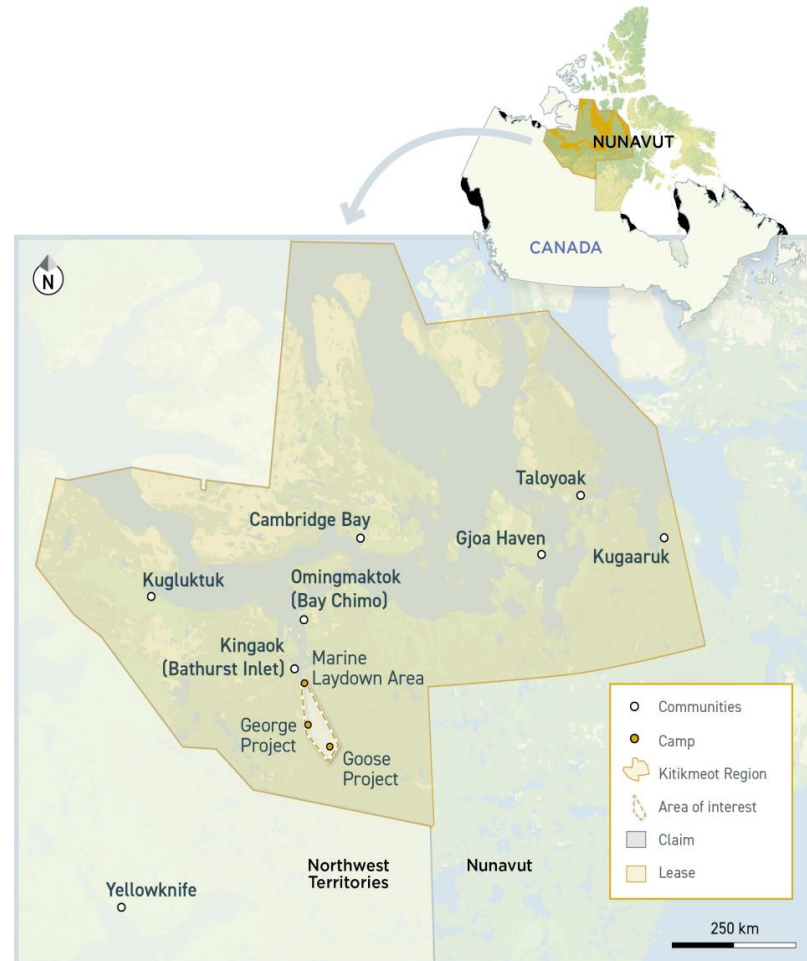 NUNAVUT
CANADA
N
Taloyoak
Cambridge Bay
Gjoa Haven
Kugaaruk
Kugluktuk
Omingmaktok
(Bay Chimo)
Kingaok
(Bathurst Inlet)
Marine
Laydown Area
George
Project
Goose
Project
Communities
Camp
Kitikmeot Region
Area of interest
Claim
Lease
Northwest
Territories
Nunavut
Yellowknife
250 km